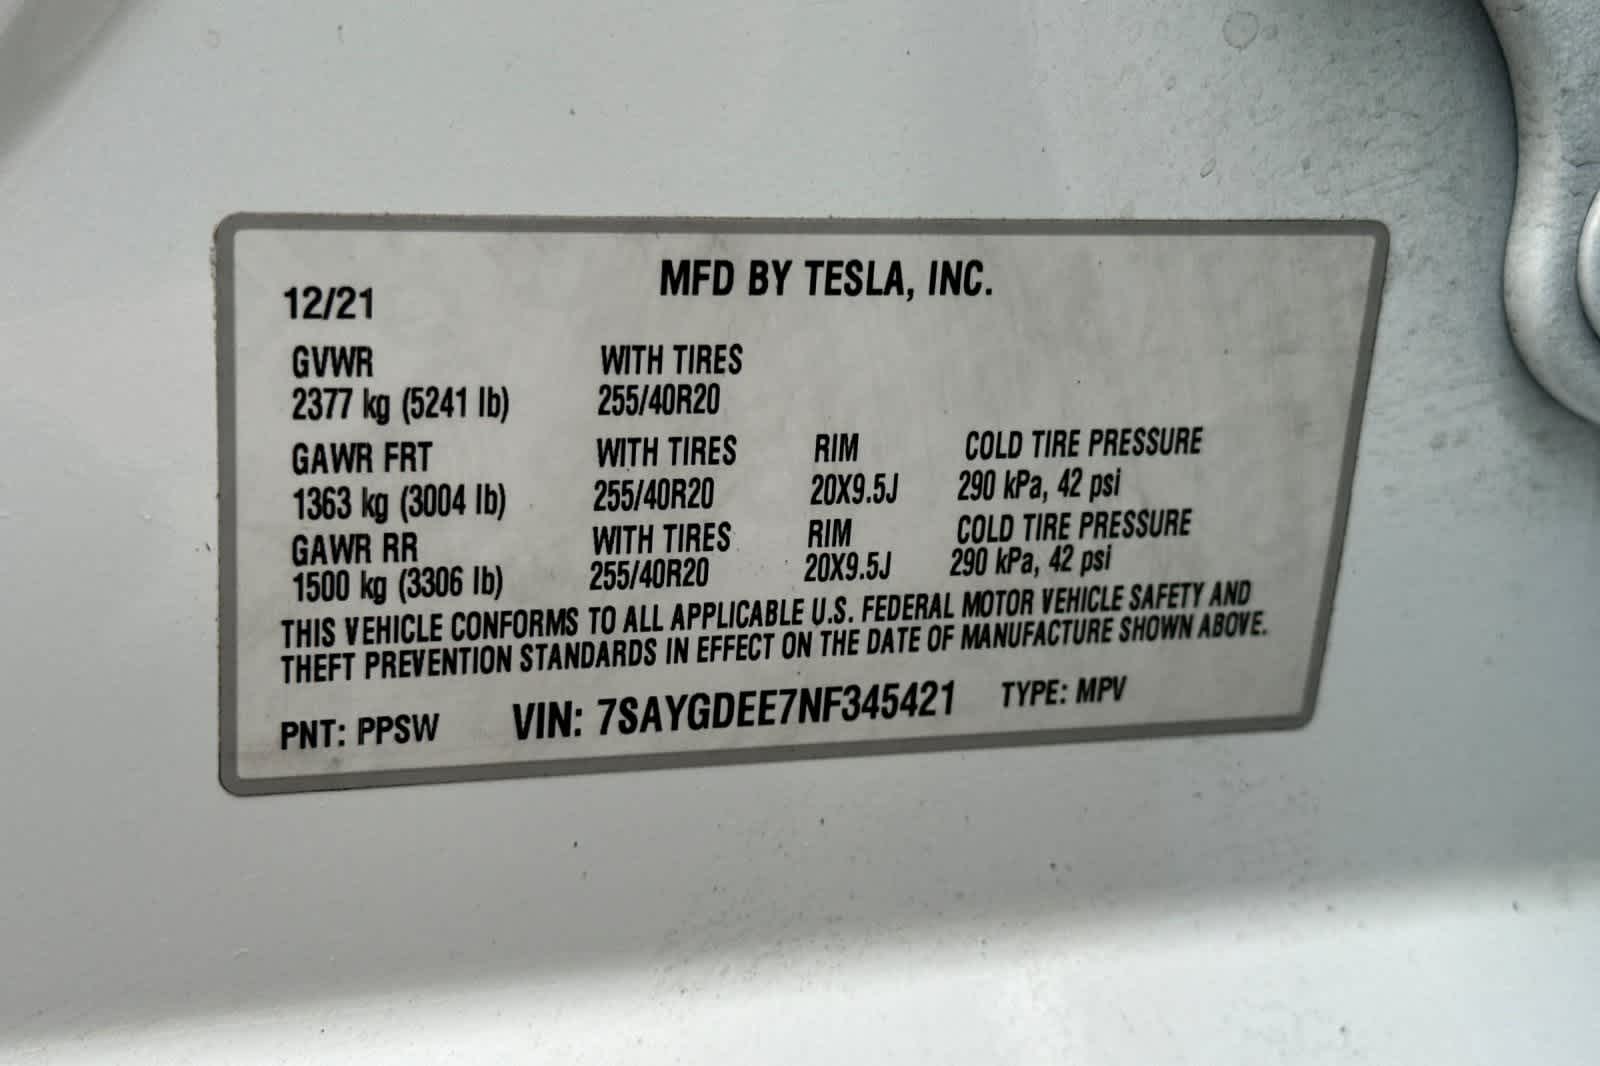 MFD BY TESLA, INC.
12/21
GVWR WITH TIRES
2377 kg (5241 lb) 255/40R20
GAWR FRT WITH TIRES RIM COLD TIRE PRESSURE
1363 kg (3004 lb) 255/40R20 20X9.5J 290 kPa, 42 psi
GAWR RR WITH TIRES RIM COLD TIRE PRESSURE
1500 kg (3306 lb) 255/40R20 20X9.5J 290 kPa, 42 psi
THIS VEHICLE CONFORMS TO ALL APPLICABLE U.S. FEDERAL MOTOR VEHICLE SAFETY AND
THEFT PREVENTION STANDARDS IN EFFECT ON THE DATE OF MANUFACTURE SHOWN ABOVE.
PNT: PPSW VIN: 7SAYGDEE7NF345421 TYPE: MPV